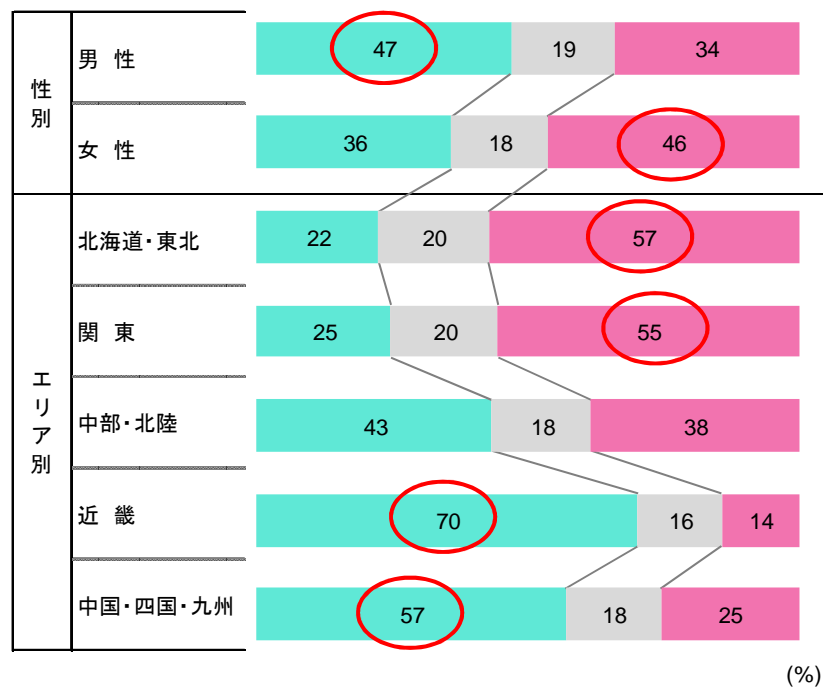 性別
男 性 47 19 34
女 性 36 18 46
エリア別
北海道・東北 22 20 57
関 東 25 20 55
中部・北陸 43 18 38
近 畿 70 16 14
中国・四国・九州 57 18 25
(%)